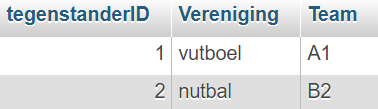 tegenstanderID Vereniging Team
1 vutboel A1
2 nutbal B2